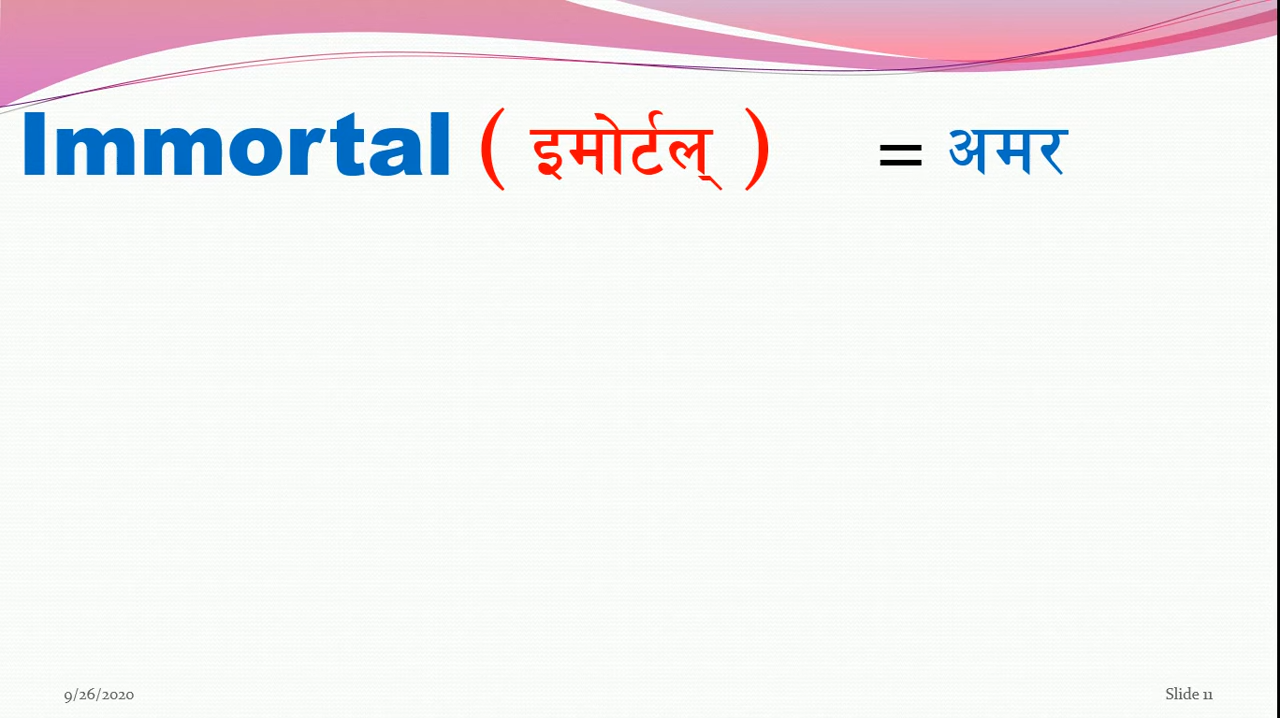 Immortal ( इमोर्टल् ) = अमर
9/26/2020 Slide 11